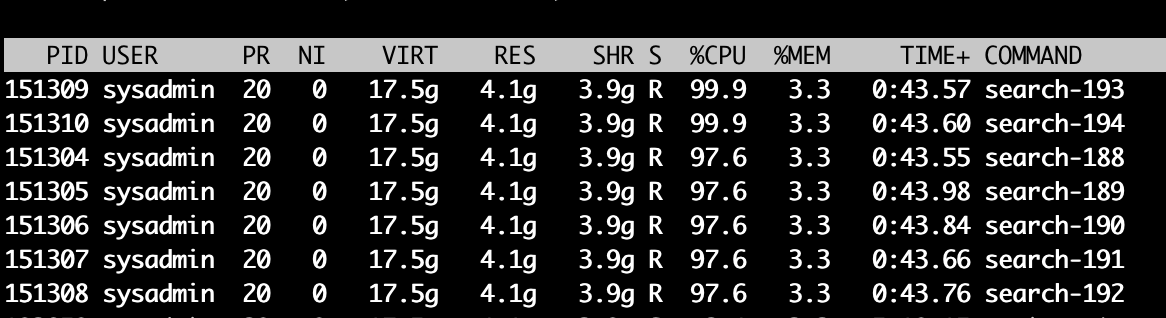 PID USER PR NI VIRT RES SHR S %CPU %MEM TIME+ COMMAND
151309 sysadmin 20 0 17.5g 4.1g 3.9g R 99.9 3.3 0:43.57 search-193
151310 sysadmin 20 0 17.5g 4.1g 3.9g R 99.9 3.3 0:43.60 search-194
151304 sysadmin 20 0 17.5g 4.1g 3.9g R 97.6 3.3 0:43.55 search-188
151305 sysadmin 20 0 17.5g 4.1g 3.9g R 97.6 3.3 0:43.98 search-189
151306 sysadmin 20 0 17.5g 4.1g 3.9g R 97.6 3.3 0:43.84 search-190
151307 sysadmin 20 0 17.5g 4.1g 3.9g R 97.6 3.3 0:43.66 search-191
151308 sysadmin 20 0 17.5g 4.1g 3.9g R 97.6 3.3 0:43.76 search-192